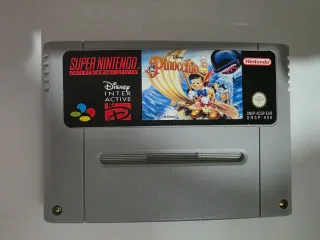 SUPER NINTENDO
ENTERTAINMENT SYSTEM
Disney
INTER
ACTIVE
Pinocchio
Nintendo